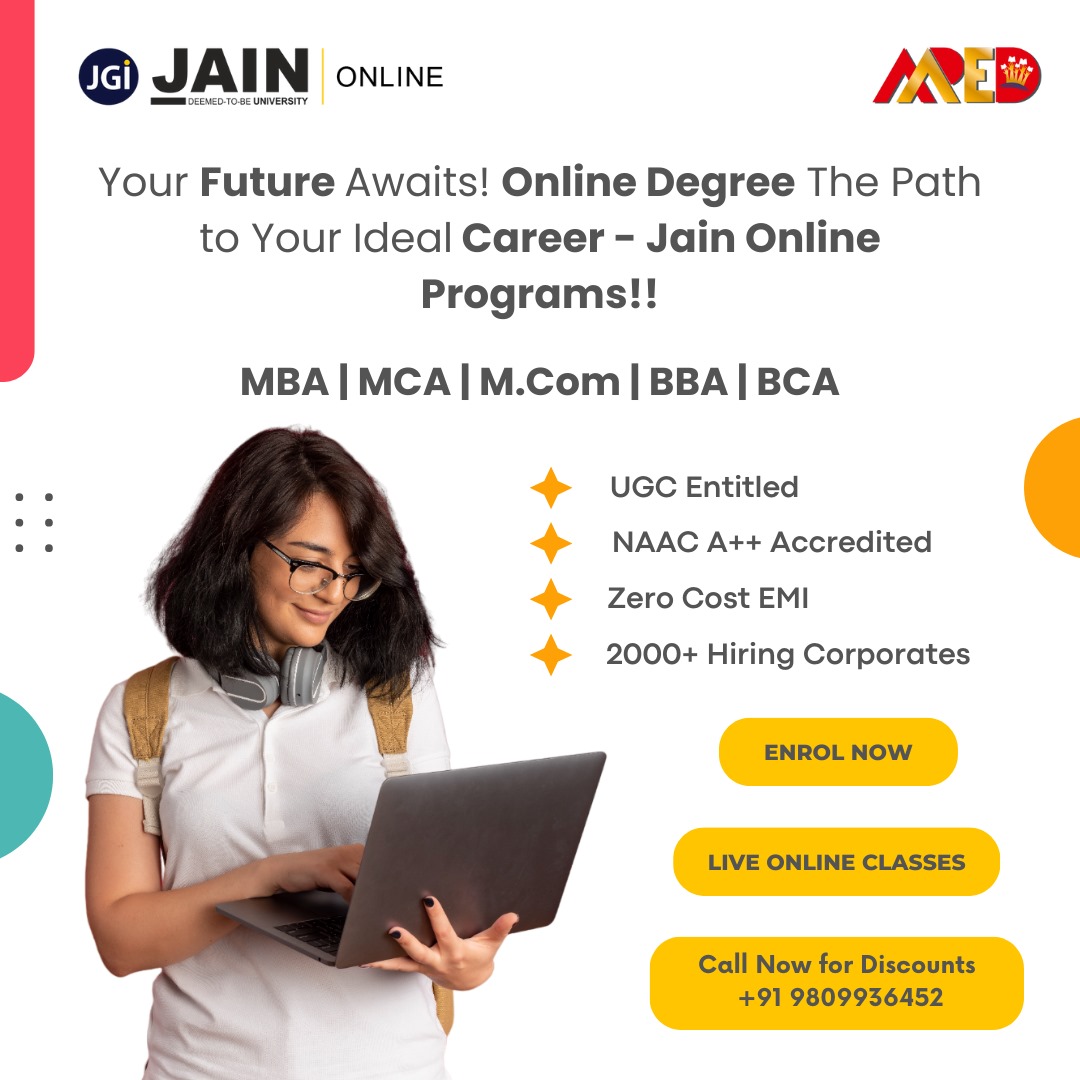 JGi JAIN ONLINE
DEEMED-TO-BE UNIVERSITY
MPED
Your Future Awaits! Online Degree The Path
to Your Ideal Career - Jain Online
Programs!!
MBA | MCA | M.Com | BBA | BCA
UGC Entitled
NAAC A++ Accredited
Zero Cost EMI
2000+ Hiring Corporates
ENROL NOW
LIVE ONLINE CLASSES
Call Now for Discounts
+91 9809936452